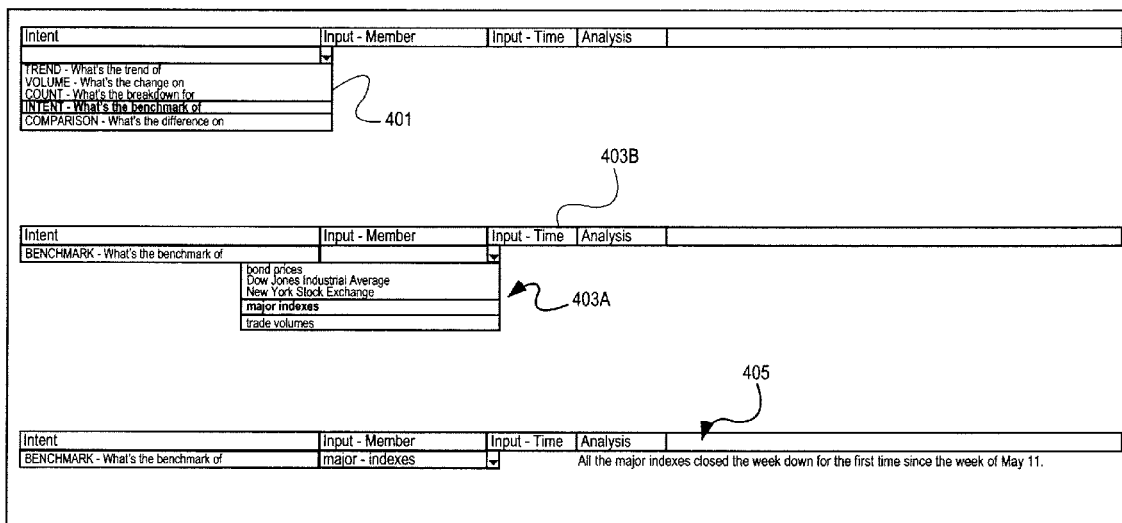 Intent Input - Member Input - Time Analysis
TREND - What's the trend of
VOLUME - What's the change on
COUNT - What's the breakdown for
INTENT - What's the benchmark of
COMPARISON - What's the difference on
401
403B
Intent Input - Member Input - Time Analysis
BENCHMARK - What's the benchmark of
bond prices
Dow Jones Industrial Average
New York Stock Exchange
major indexes
trade volumes
403A
405
Intent Input - Member Input - Time Analysis
BENCHMARK - What's the benchmark of major - indexes All the major indexes closed the week down for the first time since the week of May 11.